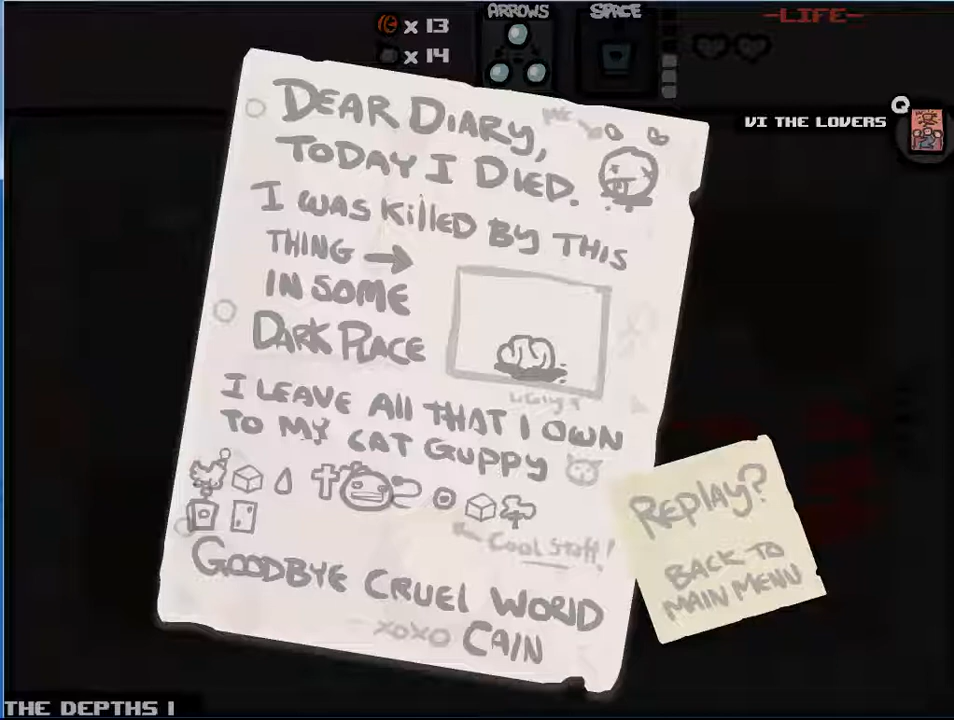 ARROWS
SPACE
-LIFE-
x 13
x 14
VI THE LOVERS
Q
DEAR DIARY,
TODAY I DIED.
I WAS KILLED BY THIS
THING →
IN SOME
DARK PLACE
I LEAVE ALL THAT I OWN
TO MY CAT GUPPY
COOL STUFF!
GOODBYE CRUEL WORLD
XOXO CAIN
REPLAY?
BACK TO
MAIN MENU
THE DEPTHS I